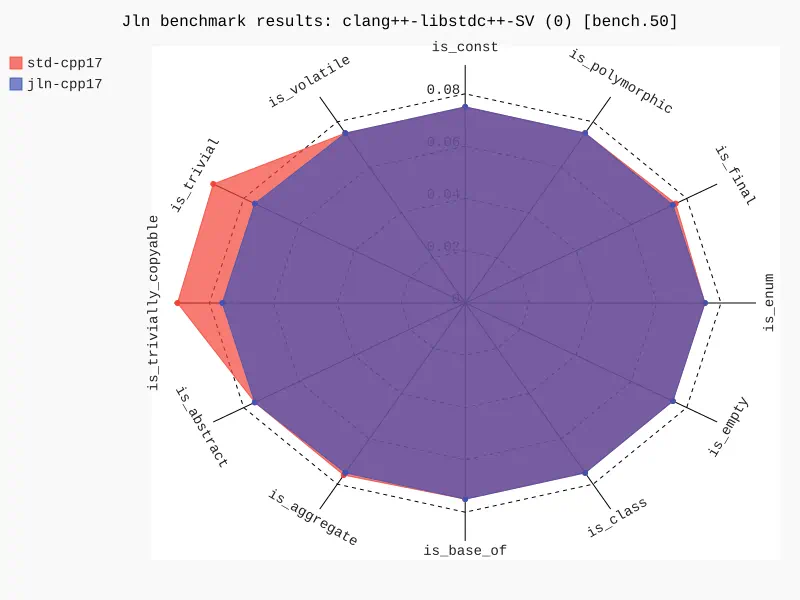 Jln benchmark results: clang++-libstdc++-SV (0) [bench.50]
std-cpp17
jln-cpp17
is_const
is_polymorphic
is_final
is_enum
is_empty
is_class
is_base_of
is_aggregate
is_abstract
is_trivially_copyable
is_trivial
is_volatile
0.08
0.06
0.04
0.02
0